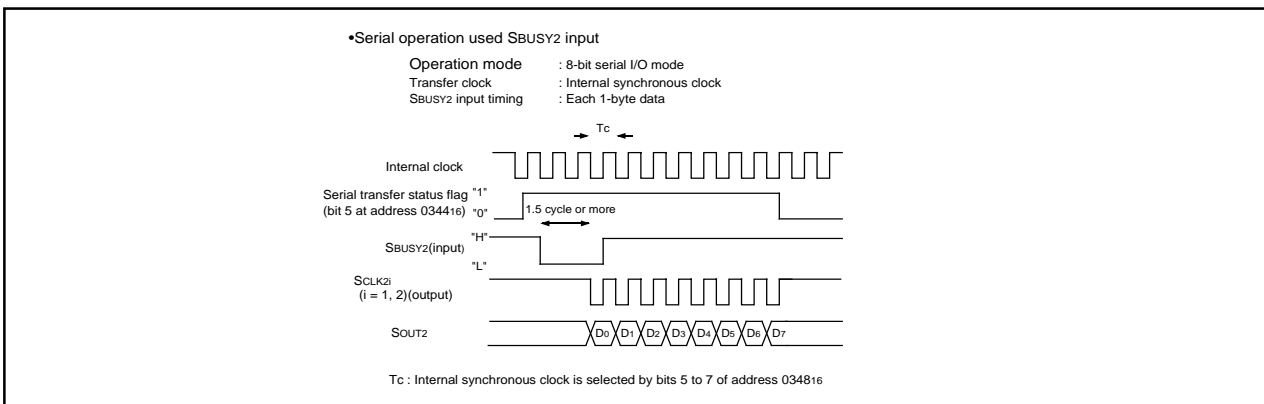 •Serial operation used SBUSY2 input
Operation mode : 8-bit serial I/O mode
Transfer clock : Internal synchronous clock
SBUSY2 input timing : Each 1-byte data
Tc
Internal clock
Serial transfer status flag "1"
(bit 5 at address 034416) "0"
1.5 cycle or more
"H"
SBUSY2(input)
"L"
SCLK2i
(i = 1, 2)(output)
SOUT2
D0 D1 D2 D3 D4 D5 D6 D7
Tc : Internal synchronous clock is selected by bits 5 to 7 of address 034816